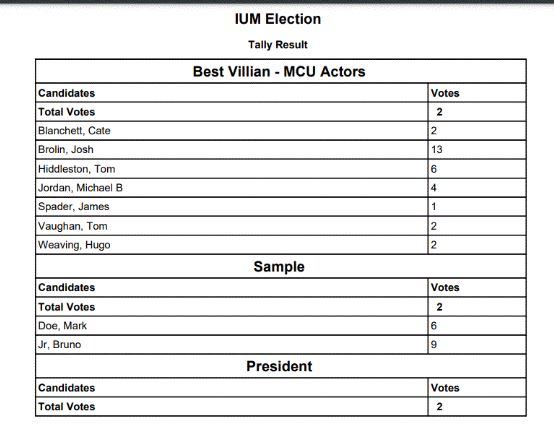 IUM Election
Tally Result
Best Villian - MCU Actors
Candidates Votes
Total Votes 2
Blanchett, Cate 2
Brolin, Josh 13
Hiddleston, Tom 6
Jordan, Michael B 4
Spader, James 1
Vaughan, Tom 2
Weaving, Hugo 2
Sample
Candidates Votes
Total Votes 2
Doe, Mark 6
Jr, Bruno 9
President
Candidates Votes
Total Votes 2